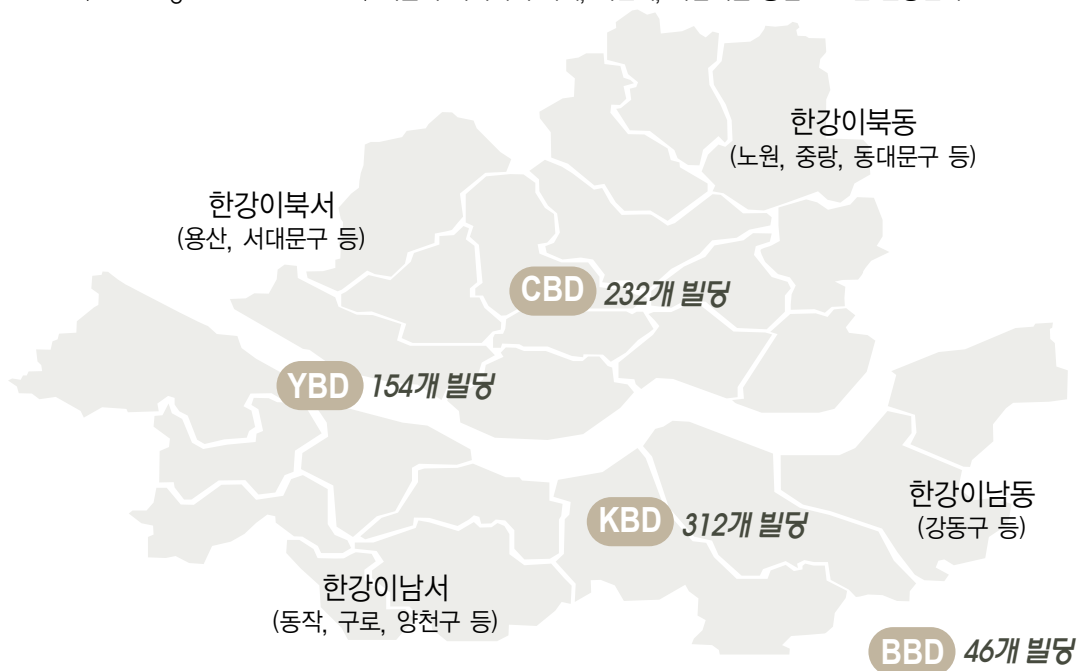 한강이북동
(노원, 중랑, 동대문구 등)
한강이북서
(용산, 서대문구 등)
CBD 232개 빌딩
YBD 154개 빌딩
한강이남동
(강동구 등)
KBD 312개 빌딩
한강이남서
(동작, 구로, 양천구 등)
BBD 46개 빌딩